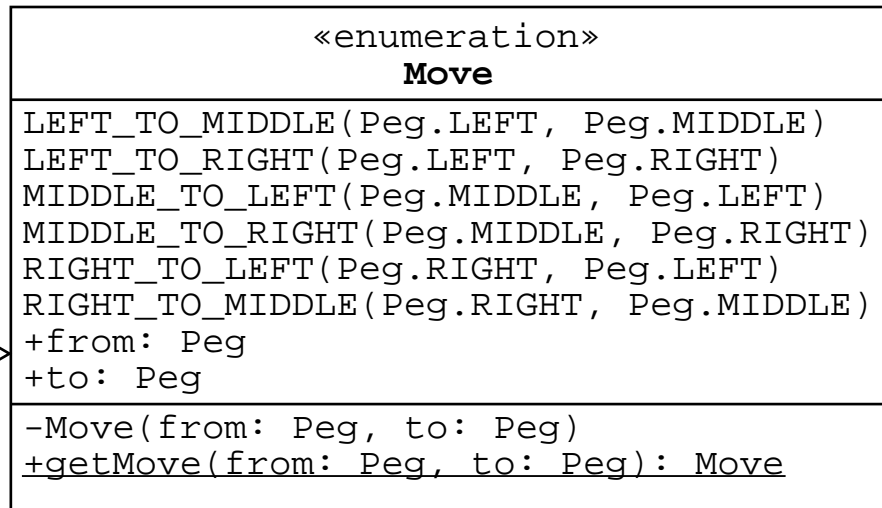 «enumeration»
Move
LEFT_TO_MIDDLE(Peg.LEFT, Peg.MIDDLE)
LEFT_TO_RIGHT(Peg.LEFT, Peg.RIGHT)
MIDDLE_TO_LEFT(Peg.MIDDLE, Peg.LEFT)
MIDDLE_TO_RIGHT(Peg.MIDDLE, Peg.RIGHT)
RIGHT_TO_LEFT(Peg.RIGHT, Peg.LEFT)
RIGHT_TO_MIDDLE(Peg.RIGHT, Peg.MIDDLE)
+from: Peg
+to: Peg
-Move(from: Peg, to: Peg)
+getMove(from: Peg, to: Peg): Move